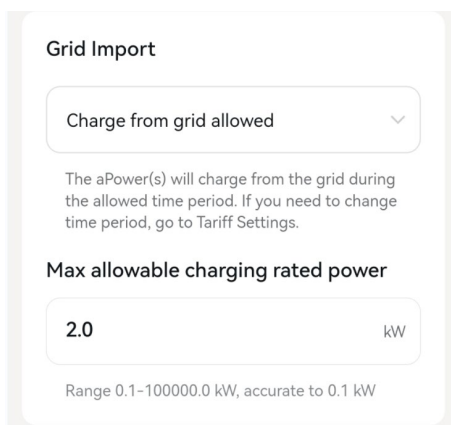 Grid Import
Charge from grid allowed
The aPower(s) will charge from the grid during
the allowed time period. If you need to change
time period, go to Tariff Settings.
Max allowable charging rated power
2.0 kW
Range 0.1-100000.0 kW, accurate to 0.1 kW